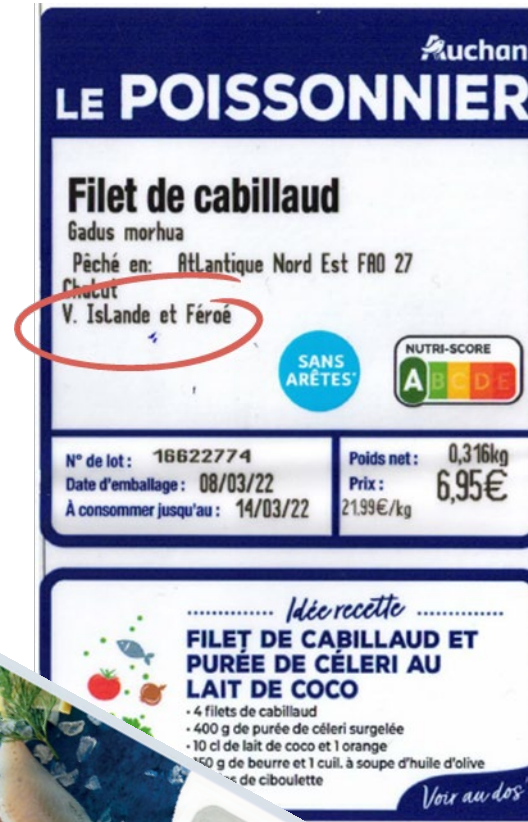 Auchan
LE POISSONNIER
Filet de cabillaud
Gadus morhua
Pêché en: Atlantique Nord Est FAO 27
Chalut
V. Islande et Féroé
SANS
ARÊTES*
NUTRI-SCORE
A B C D E
N° de lot : 16622774
Date d'emballage : 08/03/22
À consommer jusqu'au : 14/03/22
Poids net : 0,316kg
Prix : 6,95€
21.99€/kg
Idée recette
FILET DE CABILLAUD ET
PURÉE DE CÉLERI AU
LAIT DE COCO
• 4 filets de cabillaud
• 400 g de purée de céleri surgelée
• 10 cl de lait de coco et 1 orange
50 g de beurre et 1 cuil. à soupe d'huile d'olive
de ciboulette
Voir au dos